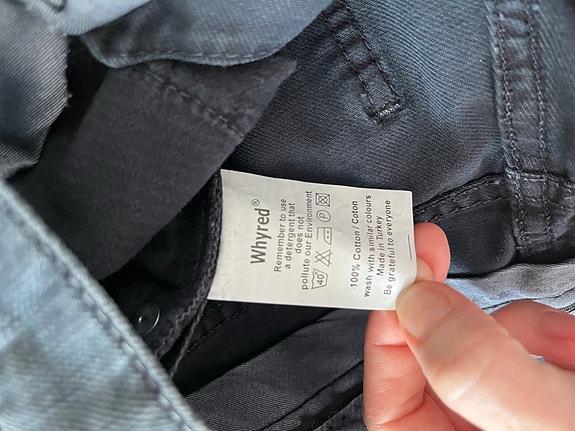 Whyred®
Remember to use
a detergent that
does not
pollute our Environment
40 P
100% Cotton / Coton
wash with similar colours
Made in Turkey
Be grateful to everyone